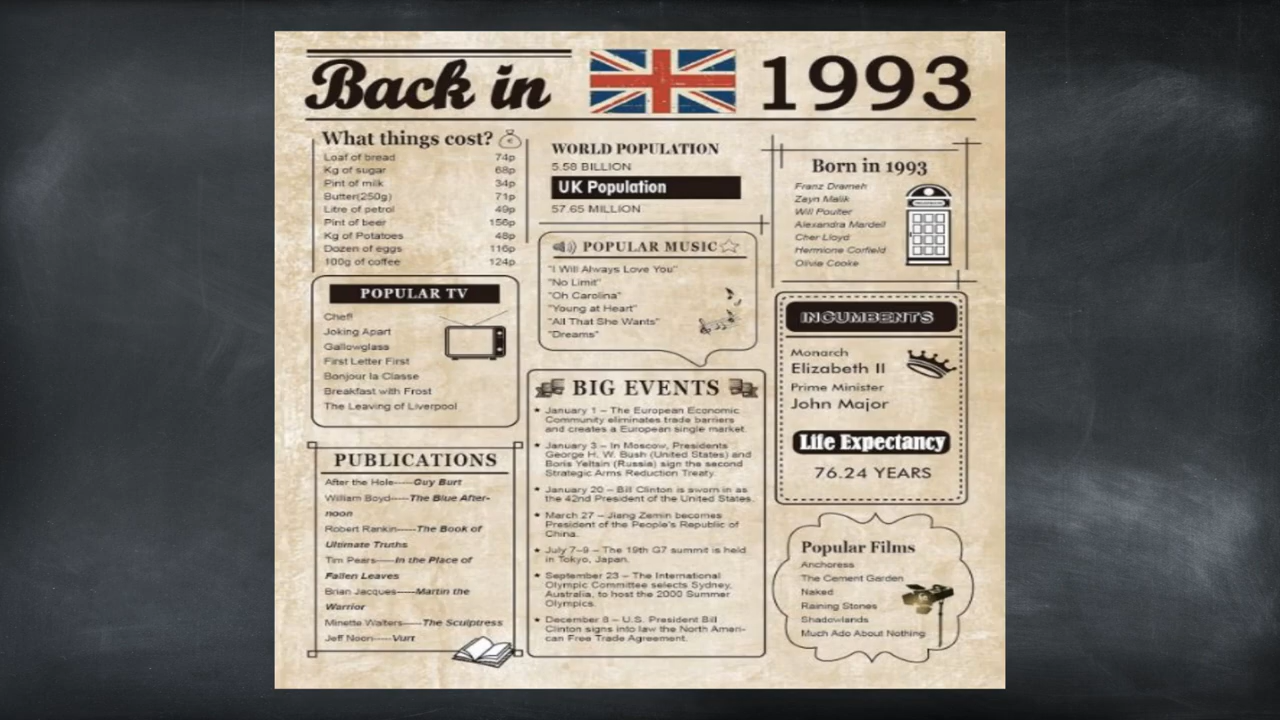 Back in 1993
What things cost?
Loaf of bread 74p
Kg of sugar 68p
Pint of milk 34p
Butter(250g) 71p
Litre of petrol 49p
Pint of beer 156p
Kg of Potatoes 48p
Dozen of eggs 116p
100g of coffee 124p
POPULAR TV
Chef!
Joking Apart
Gallowglass
First Letter First
Bonjour la Classe
Breakfast with Frost
The Leaving of Liverpool
PUBLICATIONS
After the Hole-----Guy Burt
William Boyd-----The Blue After-
noon
Robert Rankin-----The Book of
Ultimate Truths
Tim Pears-----In the Place of
Fallen Leaves
Brian Jacques-----Martin the
Warrior
Minette Walters-----The Sculptress
Jeff Noon-----Vurt
WORLD POPULATION
5.58 BILLION
UK Population
57.65 MILLION
POPULAR MUSIC
"I Will Always Love You"
"No Limit"
"Oh Carolina"
"Young at Heart"
"All That She Wants"
"Dreams"
BIG EVENTS
January 1 – The European Economic
Community eliminates trade barriers
and creates a European single market.
January 3 – In Moscow, Presidents
George H. W. Bush (United States) and
Boris Yeltsin (Russia) sign the second
Strategic Arms Reduction Treaty.
January 20 – Bill Clinton is sworn in as
the 42nd President of the United States.
March 27 – Jiang Zemin becomes
President of the People's Republic of
China.
July 7–9 – The 19th G7 summit is held
in Tokyo, Japan.
September 23 – The International
Olympic Committee selects Sydney,
Australia, to host the 2000 Summer
Olympics.
December 8 – U.S. President Bill
Clinton signs into law the North Ameri-
can Free Trade Agreement.
Born in 1993
Franz Drameh
Zayn Malik
Will Poulter
Alexandra Mardell
Cher Lloyd
Hermione Corfield
Olivia Cooke
INCUMBENTS
Monarch
Elizabeth II
Prime Minister
John Major
Life Expectancy
76.24 YEARS
Popular Films
Anchoress
The Cement Garden
Naked
Raining Stones
Shadowlands
Much Ado About Nothing